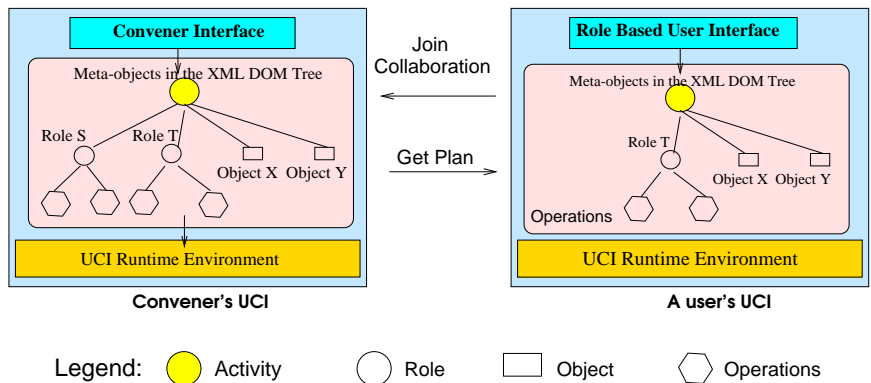 Convener Interface
Meta-objects in the XML DOM Tree
Role S
Role T
Object X
Object Y
UCI Runtime Environment
Convener's UCI
Join
Collaboration
Get Plan
Role Based User Interface
Meta-objects in the XML DOM Tree
Role T
Object X
Object Y
Operations
UCI Runtime Environment
A user's UCI
Legend:
Activity
Role
Object
Operations